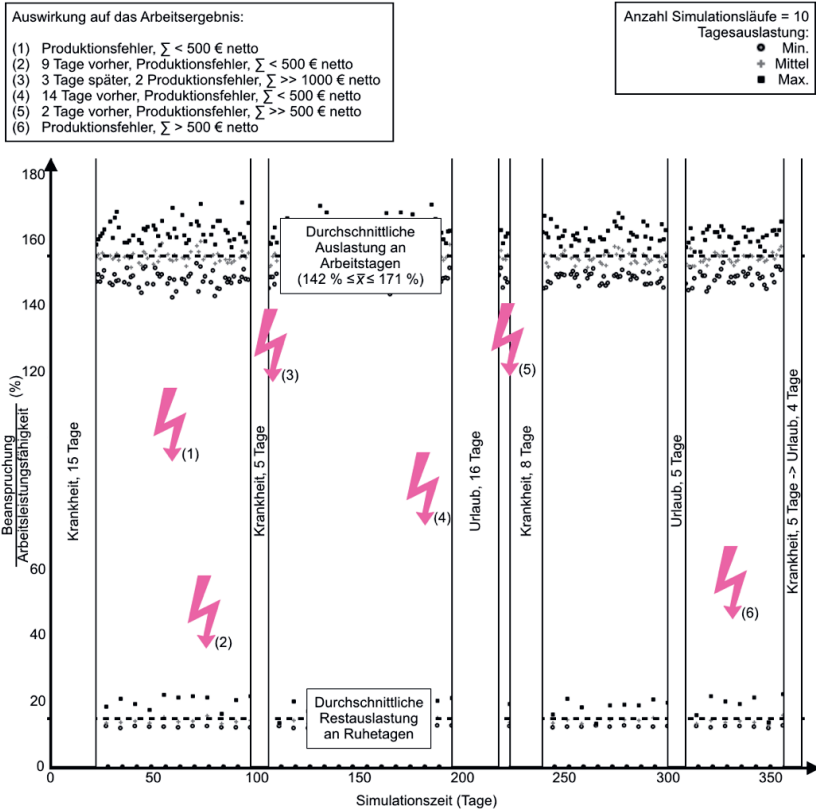 Auswirkung auf das Arbeitsergebnis:
(1) Produktionsfehler, ∑ < 500 € netto
(2) 9 Tage vorher, Produktionsfehler, ∑ < 500 € netto
(3) 3 Tage später, 2 Produktionsfehler, ∑ >> 1000 € netto
(4) 14 Tage vorher, Produktionsfehler, ∑ < 500 € netto
(5) 2 Tage vorher, Produktionsfehler, ∑ >> 500 € netto
(6) Produktionsfehler, ∑ > 500 € netto
Anzahl Simulationsläufe = 10
Tagesauslastung:
Min.
Mittel
Max.
180
160
140
120
60
40
20
0
Beanspruchung
Arbeitsleistungsfähigkeit
(%)
Durchschnittliche
Auslastung an
Arbeitstagen
(142 % ≤ x̅ ≤ 171 %)
(1)
(2)
(3)
(4)
(5)
(6)
Krankheit, 15 Tage
Krankheit, 5 Tage
Urlaub, 16 Tage
Krankheit, 8 Tage
Urlaub, 5 Tage
Krankheit, 5 Tage -> Urlaub, 4 Tage
Durchschnittliche
Restauslastung
an Ruhetagen
0
50
100
150
200
250
300
350
Simulationszeit (Tage)